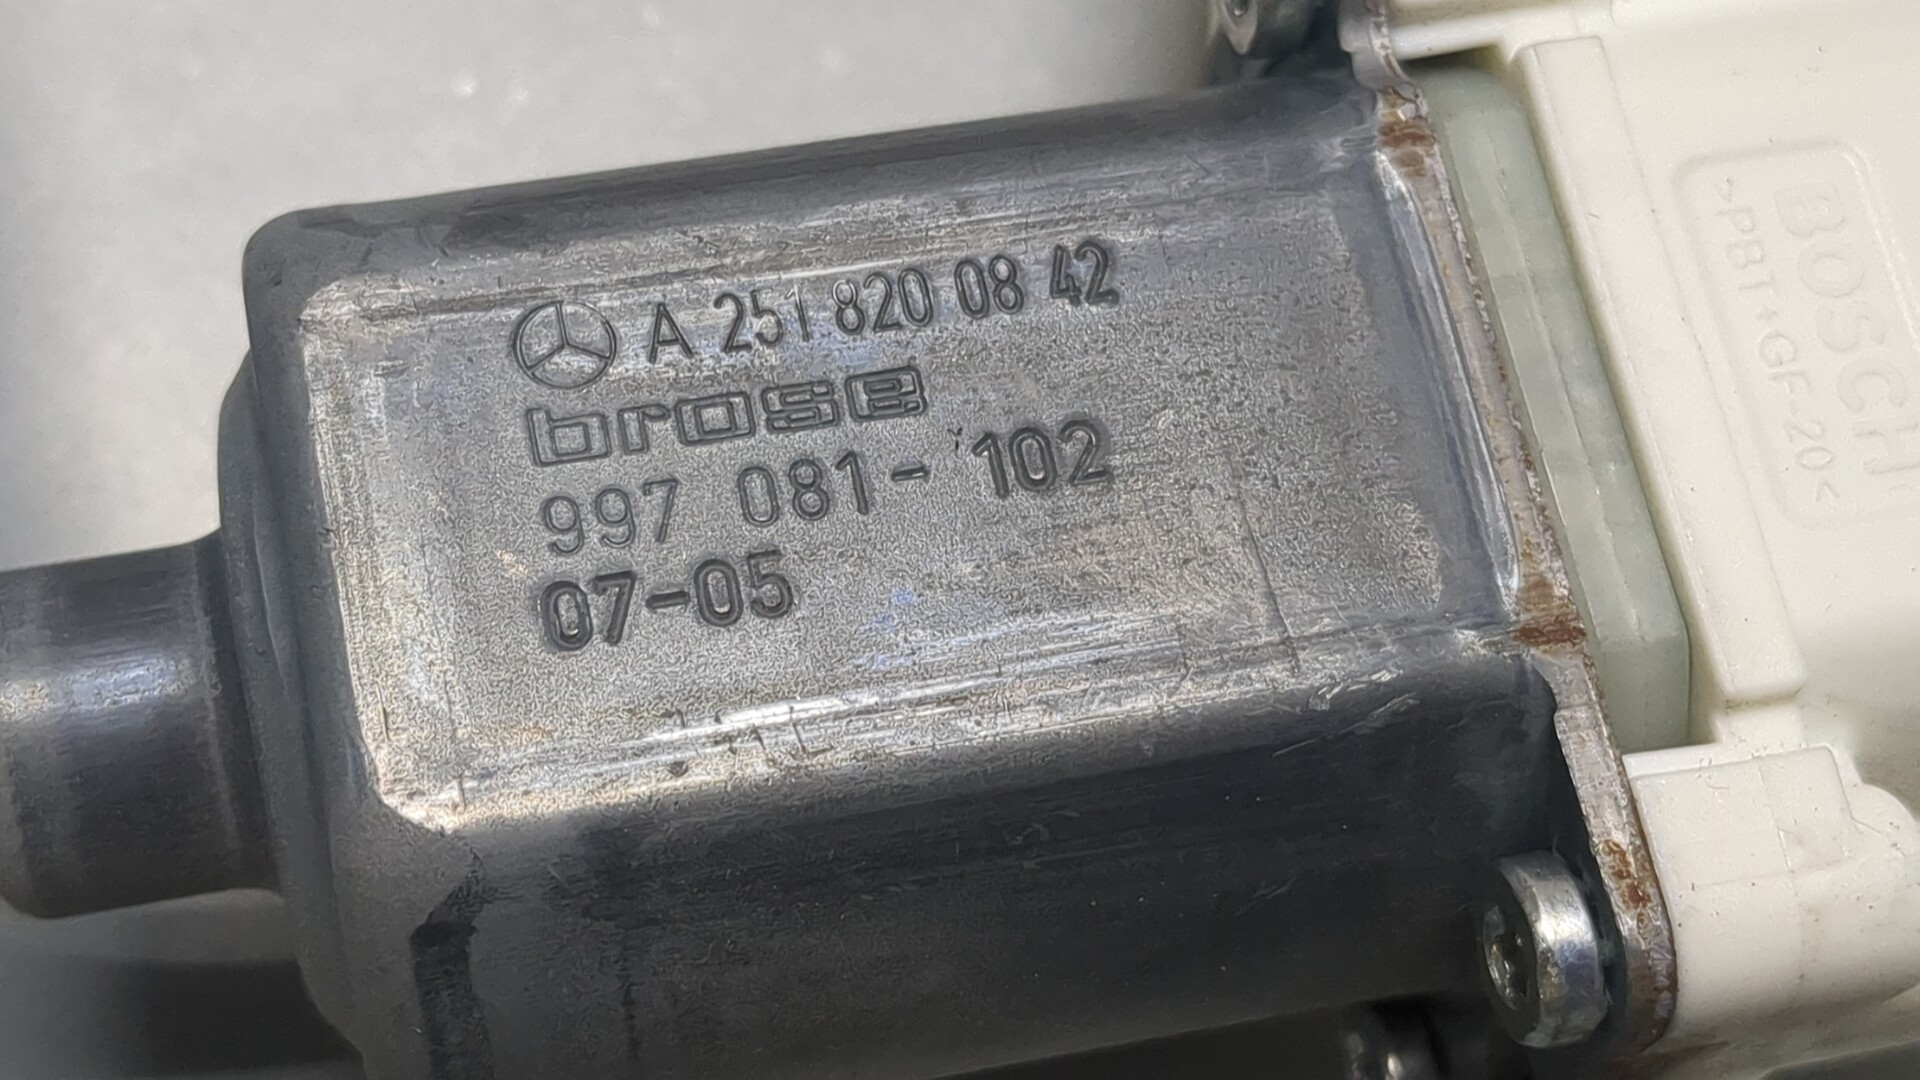 A 251 820 08 42
brose
997 081-102
07-05
BOSCH
>PBT+GF-20<